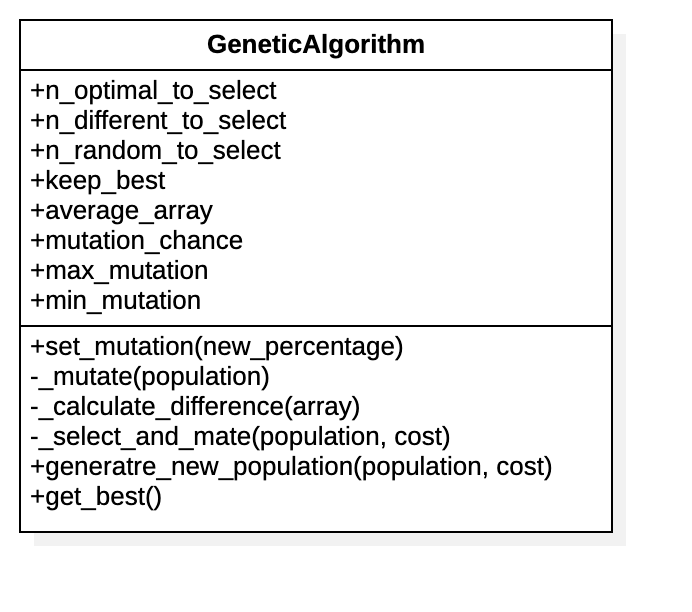 GeneticAlgorithm
+n_optimal_to_select
+n_different_to_select
+n_random_to_select
+keep_best
+average_array
+mutation_chance
+max_mutation
+min_mutation
+set_mutation(new_percentage)
-_mutate(population)
-_calculate_difference(array)
-_select_and_mate(population, cost)
+generatre_new_population(population, cost)
+get_best()